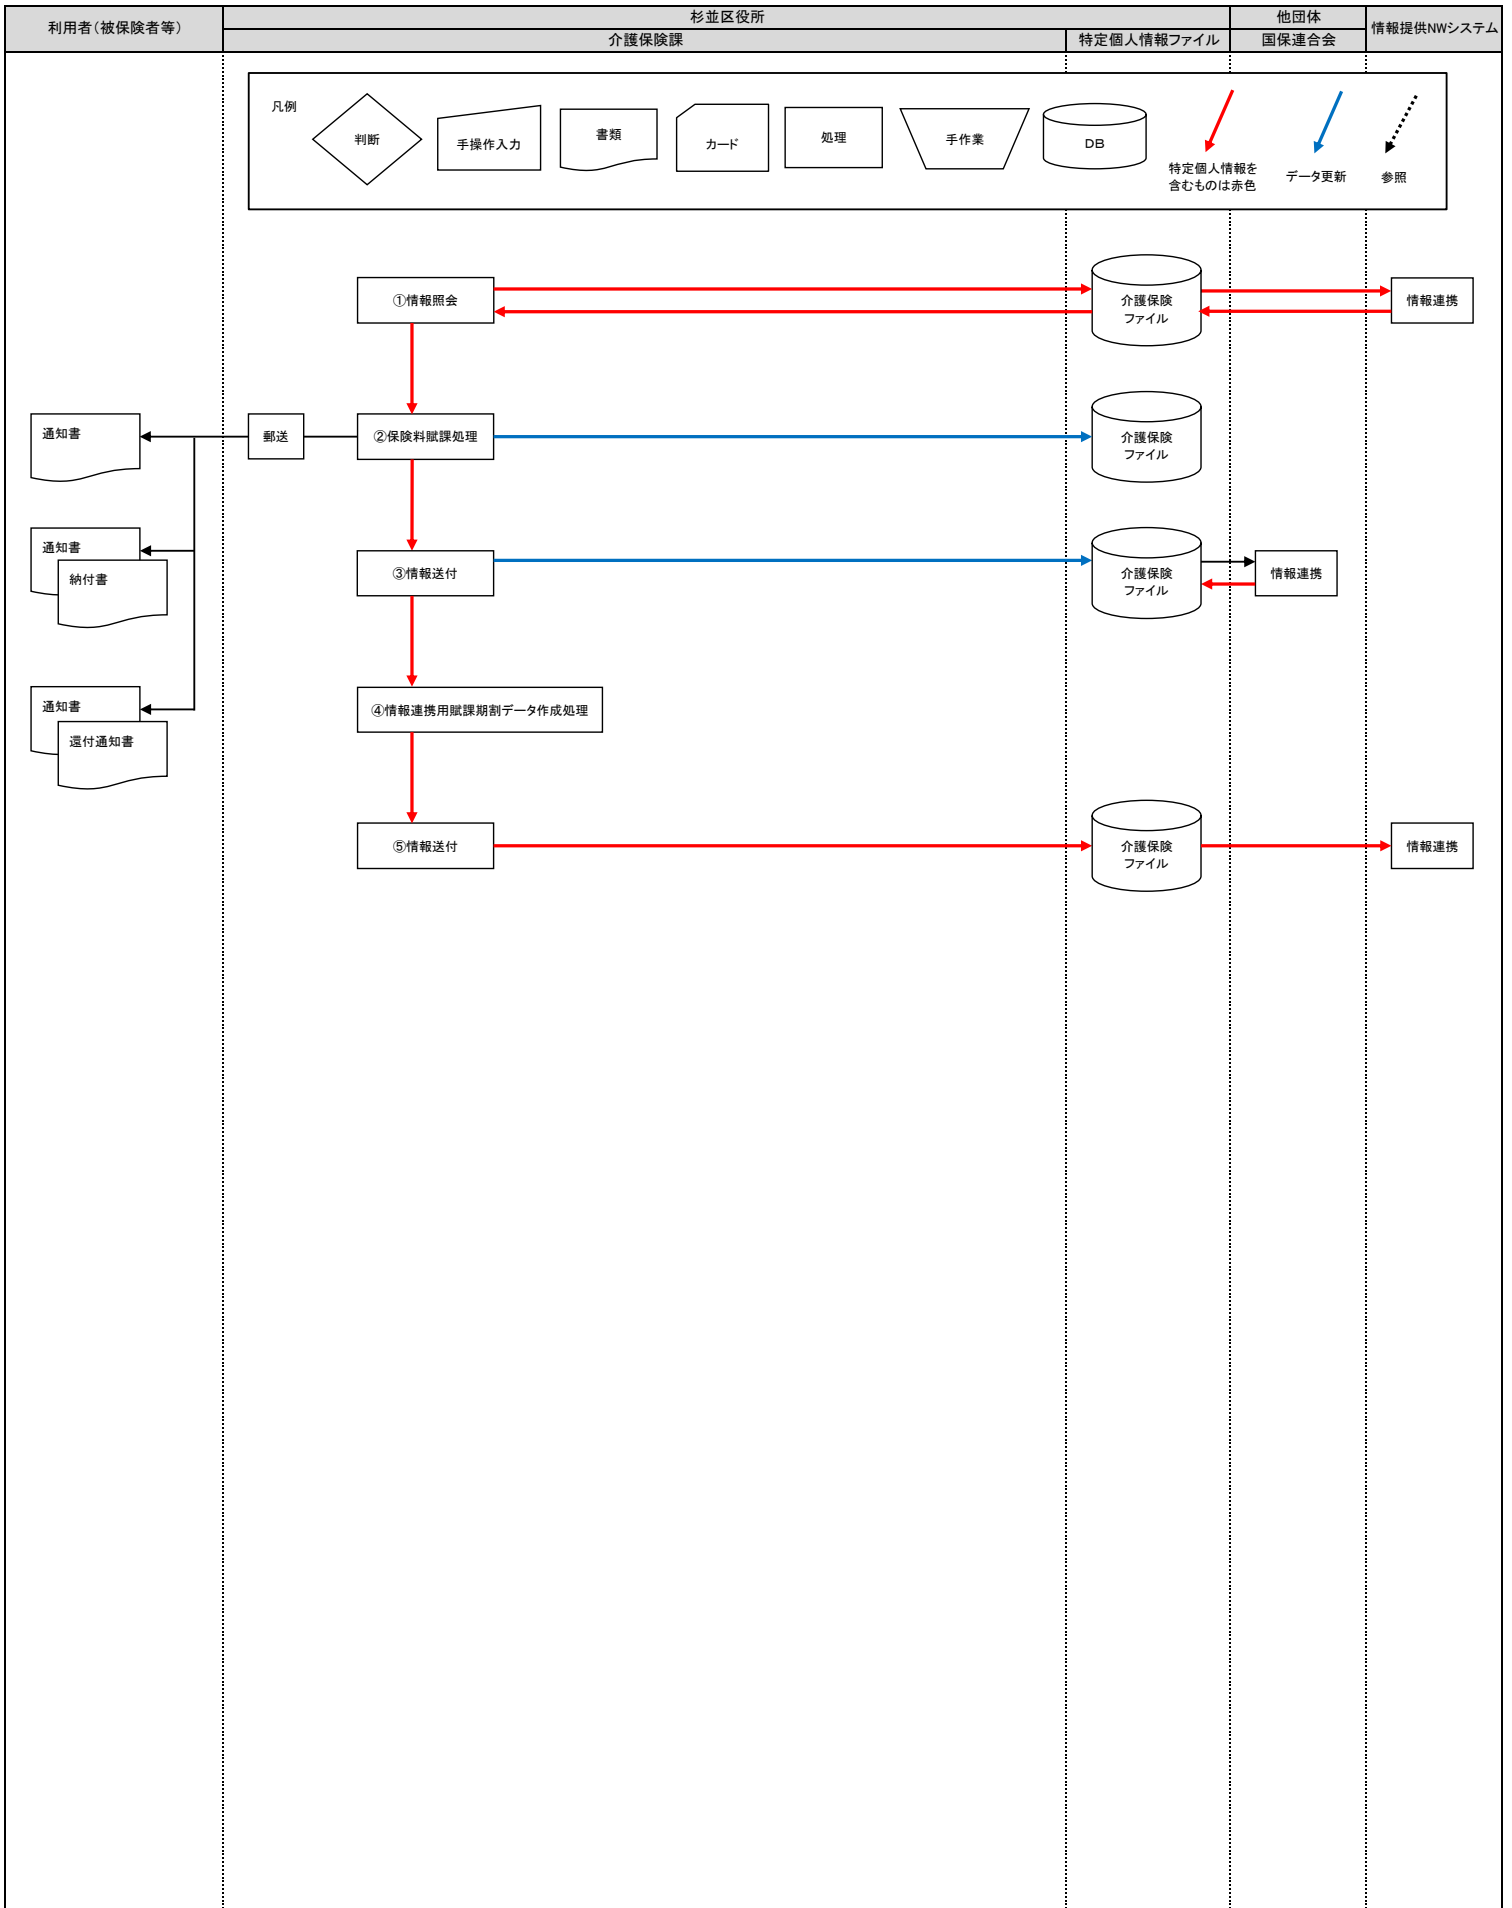 利用者（被保険者等）
杉並区役所
他団体
情報提供NWシステム
介護保険課
特定個人情報ファイル
国保連合会
凡例
判断
手操作入力
書類
カード
処理
手作業
DB
特定個人情報を
含むものは赤色
データ更新
参照
①情報照会
介護保険
ファイル
情報連携
通知書
郵送
②保険料賦課処理
介護保険
ファイル
通知書
納付書
③情報送付
介護保険
ファイル
情報連携
通知書
還付通知書
④情報連携用賦課期割データ作成処理
⑤情報送付
介護保険
ファイル
情報連携